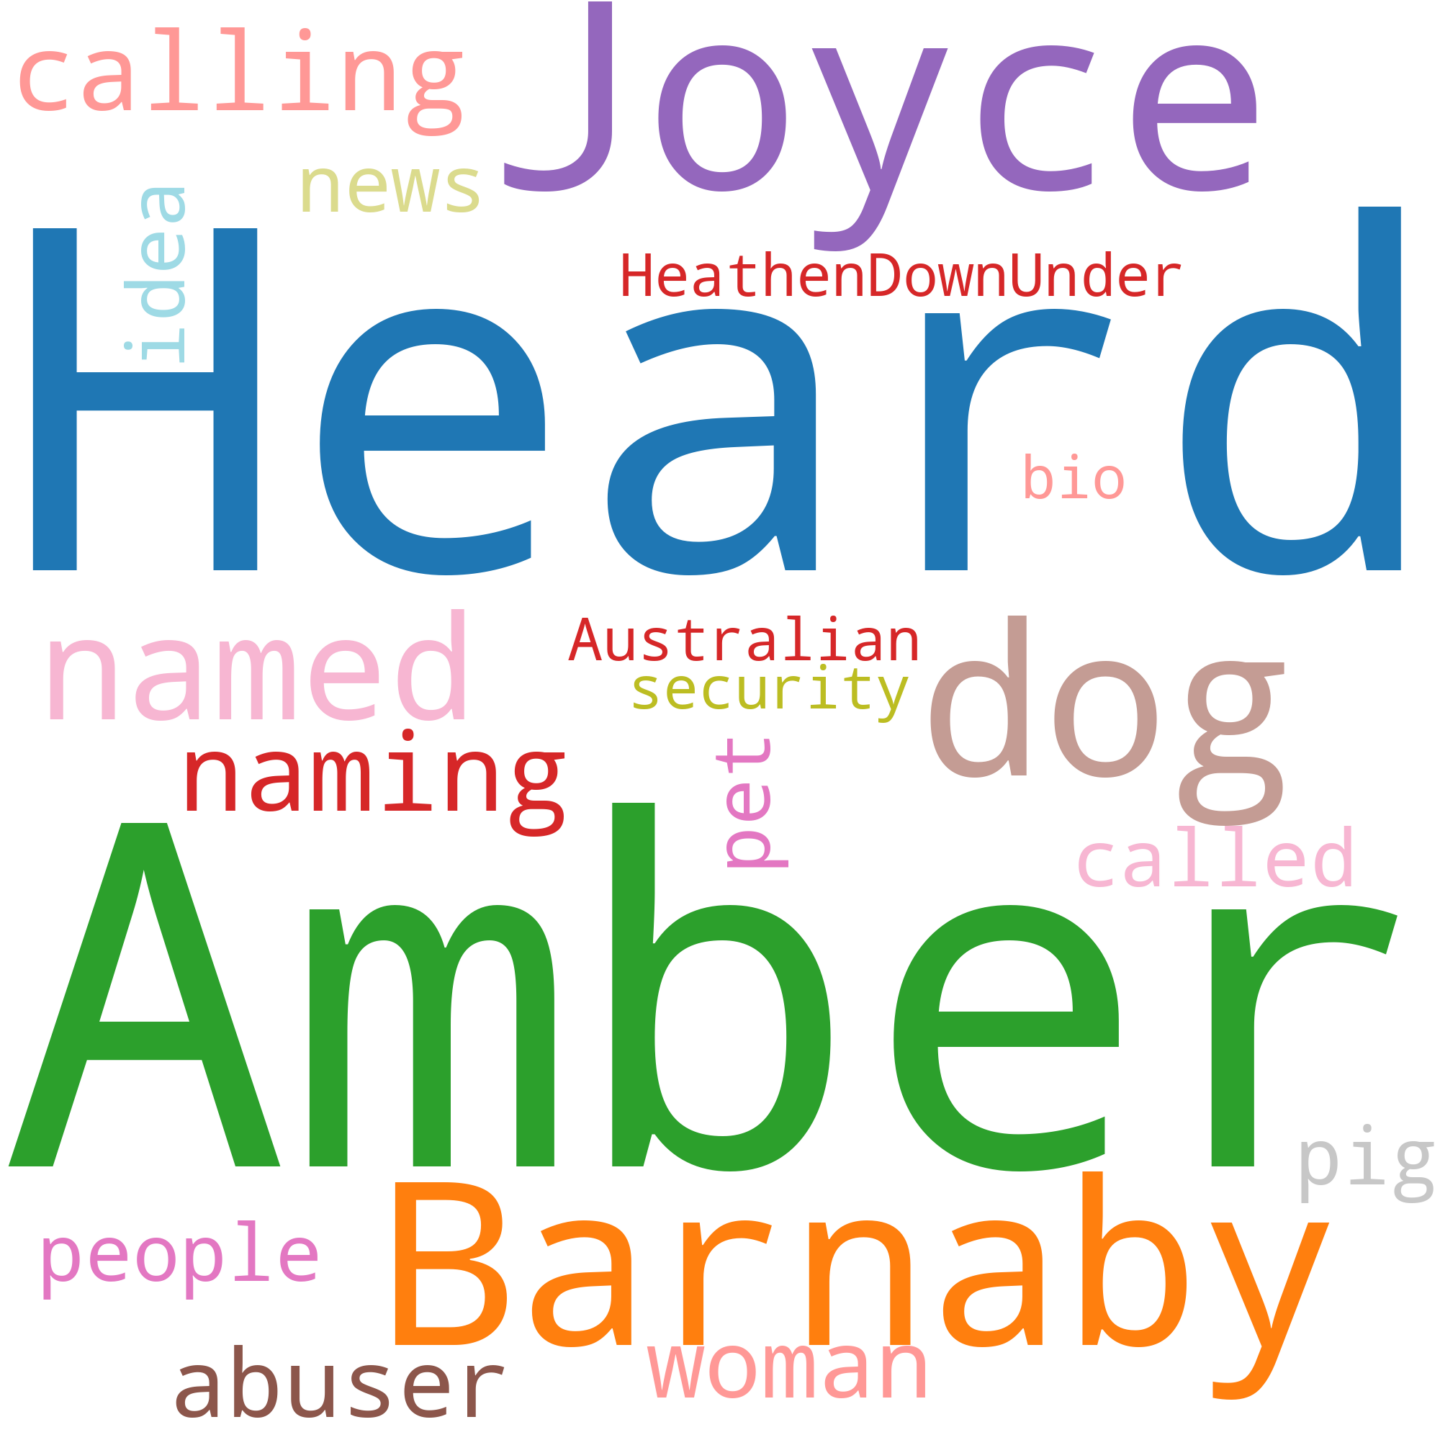 Joyce
calling
news
idea
HeathenDownUnder
Heard
bio
named
Australian
security
dog
naming
pet
called
Amber
pig
people
Barnaby
abuser
woman